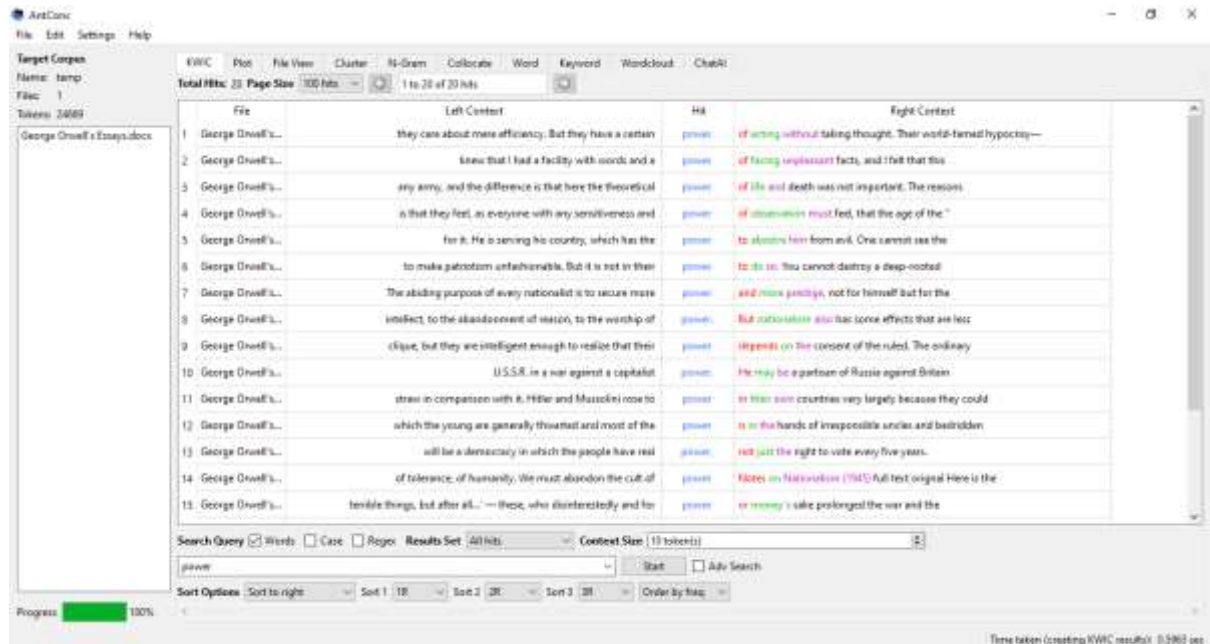 AntConc
File Edit Settings Help
Target Corpus
Name: temp
Files: 1
Tokens: 24669
George Orwell's Essays.docx
Progress 100%
KWIC Plot File View Cluster N-Gram Collocate Word Keyword Wordcloud ChatAI
Total Hits: 20 Page Size 100 hits 1 to 20 of 20 hits
File Left Context Hit Right Context
1 George Orwell's... they care about mere efficiency. But they have a certain power of acting without taking thought. Their world-famed hypocrisy—
2 George Orwell's... knew that I had a facility with words and a power of facing unpleasant facts, and I felt that this
3 George Orwell's... any army, and the difference is that here the theoretical power of life and death was not important. The reasons
4 George Orwell's... is that they feel, as everyone with any sensitiveness and power of observation must feel, that the age of the "
5 George Orwell's... for it. He is serving his country, which has the power to absolve him from evil. One cannot see the
6 George Orwell's... to make patriotism unfashionable. But it is not in their power to do so. You cannot destroy a deep-rooted
7 George Orwell's... The abiding purpose of every nationalist is to secure more power and more prestige, not for himself but for the
8 George Orwell's... intellect, to the abandonment of reason, to the worship of power. But nationalism also has some effects that are less
9 George Orwell's... clique, but they are intelligent enough to realize that their power depends on the consent of the ruled. The ordinary
10 George Orwell's... U.S.S.R. in a war against a capitalist power. He may be a partisan of Russia against Britain
11 George Orwell's... straw in comparison with it. Hitler and Mussolini rose to power in their own countries very largely because they could
12 George Orwell's... which the young are generally thwarted and most of the power is in the hands of irresponsible uncles and bedridden
13 George Orwell's... will be a democracy in which the people have real power not just the right to vote every five years.
14 George Orwell's... of tolerance, of humanity. We must abandon the cult of power Notes on Nationalism (1945) full text original Here is the
15 George Orwell's... terrible things, but after all...' — these, who disinterestedly and for power or money's sake prolonged the war and the
Search Query Words Case Regex Results Set All hits Context Size 10 token(s)
power Start Adv Search
Sort Options Sort to right Sort 1 1R Sort 2 2R Sort 3 3R Order by freq
Time taken (creating KWIC results): 0.5963 sec